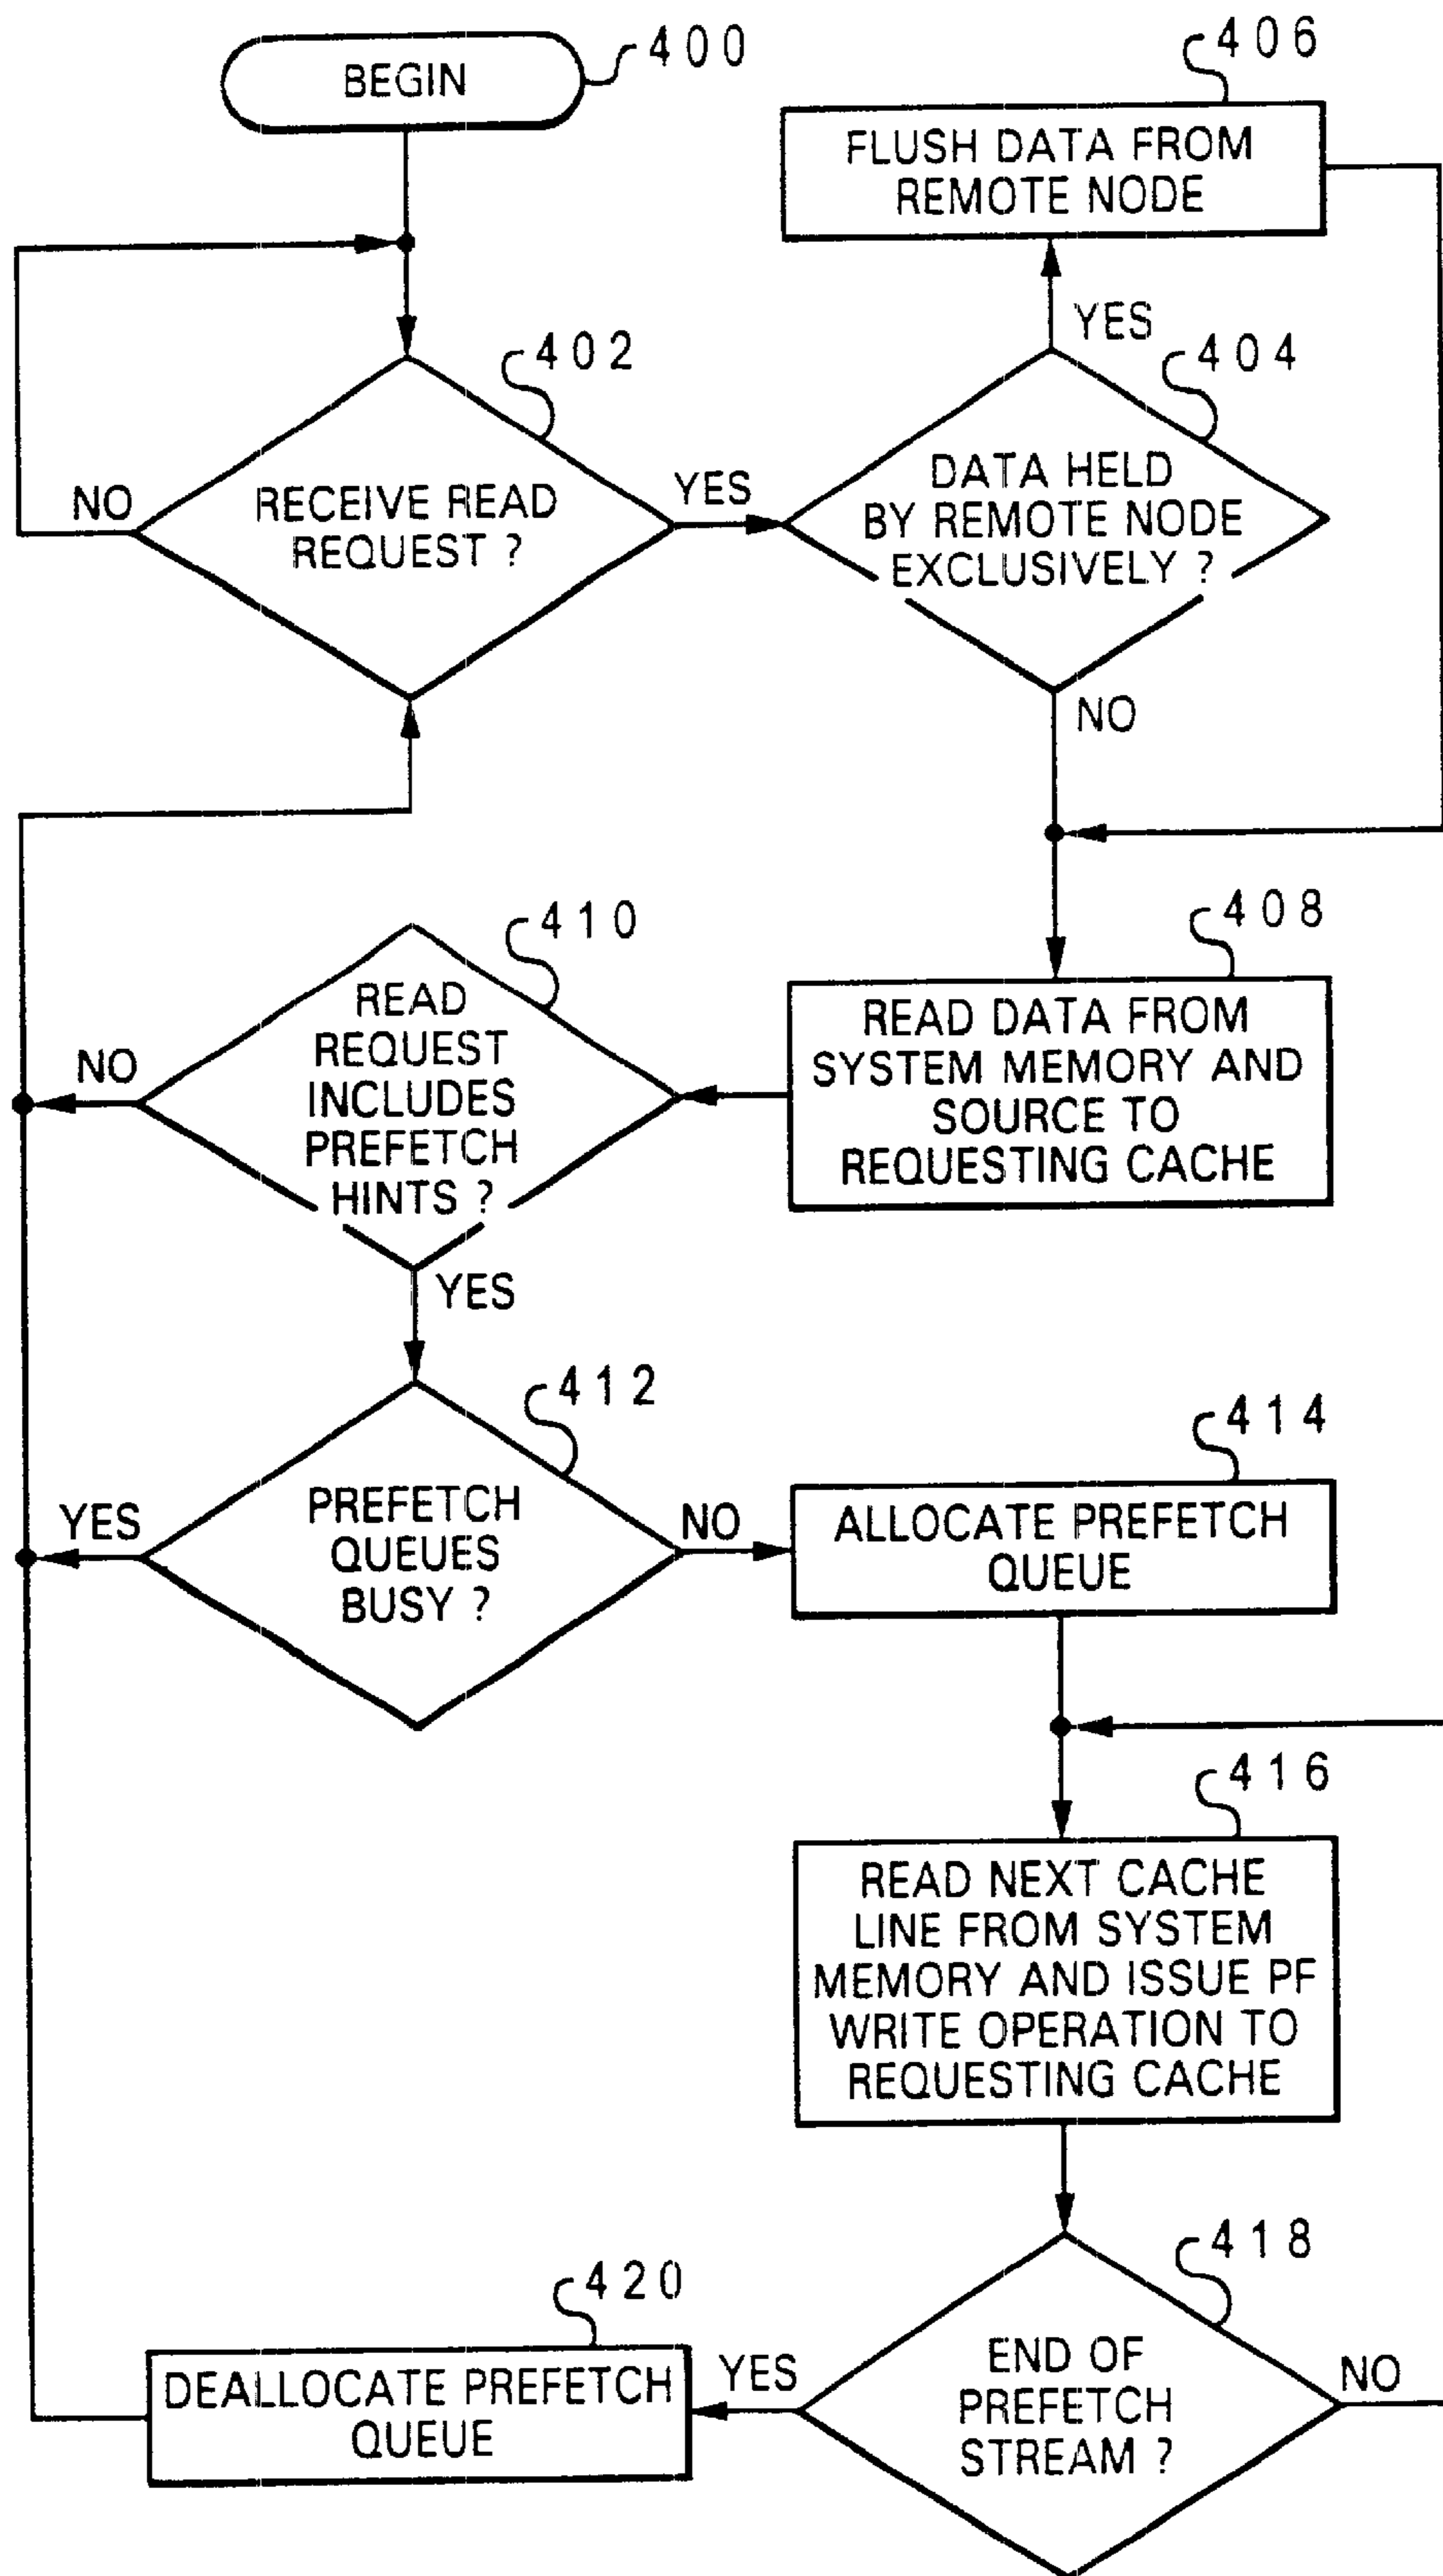 BEGIN
400
406
FLUSH DATA FROM
REMOTE NODE
YES
402
404
NO
RECEIVE READ
REQUEST ?
YES
DATA HELD
BY REMOTE NODE
EXCLUSIVELY ?
NO
410
408
READ
REQUEST
INCLUDES
PREFETCH
HINTS ?
NO
READ DATA FROM
SYSTEM MEMORY AND
SOURCE TO
REQUESTING CACHE
YES
412
414
YES
PREFETCH
QUEUES
BUSY ?
NO
ALLOCATE PREFETCH
QUEUE
416
READ NEXT CACHE
LINE FROM SYSTEM
MEMORY AND ISSUE PF
WRITE OPERATION TO
REQUESTING CACHE
418
420
DEALLOCATE PREFETCH
QUEUE
YES
END OF
PREFETCH
STREAM ?
NO